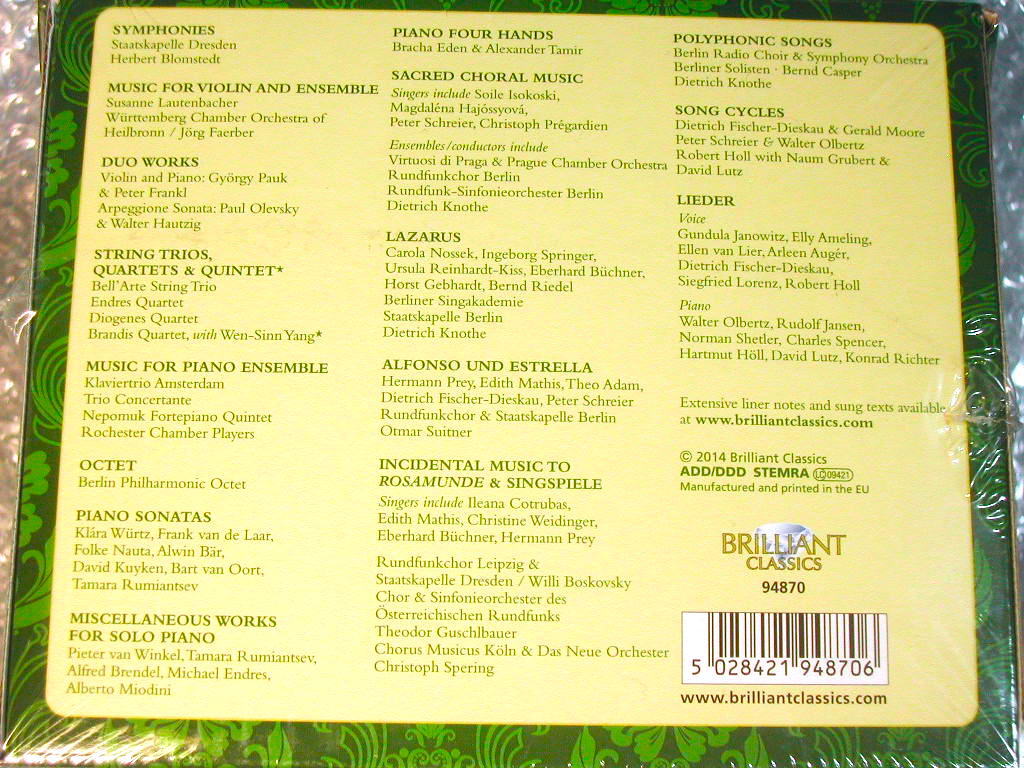 SYMPHONIES
Staatskapelle Dresden
Herbert Blomstedt
MUSIC FOR VIOLIN AND ENSEMBLE
Susanne Lautenbacher
Württemberg Chamber Orchestra of
Heilbronn / Jörg Faerber
DUO WORKS
Violin and Piano: György Pauk
& Peter Frankl
Arpeggione Sonata: Paul Olevsky
& Walter Hautzig
STRING TRIOS,
QUARTETS & QUINTET*
Bell'Arte String Trio
Endres Quartet
Diogenes Quartet
Brandis Quartet, with Wen-Sinn Yang*
MUSIC FOR PIANO ENSEMBLE
Klaviertrio Amsterdam
Trio Concertante
Nepomuk Fortepiano Quintet
Rochester Chamber Players
OCTET
Berlin Philharmonic Octet
PIANO SONATAS
Klára Würtz, Frank van de Laar,
Folke Nauta, Alwin Bär,
David Kuyken, Bart van Oort,
Tamara Rumiantsev
MISCELLANEOUS WORKS
FOR SOLO PIANO
Pieter van Winkel, Tamara Rumiantsev,
Alfred Brendel, Michael Endres,
Alberto Miodini
PIANO FOUR HANDS
Bracha Eden & Alexander Tamir
SACRED CHORAL MUSIC
Singers include Soile Isokoski,
Magdaléna Hajóssyová,
Peter Schreier, Christoph Prégardien
Ensembles/conductors include
Virtuosi di Praga & Prague Chamber Orchestra
Rundfunkchor Berlin
Rundfunk-Sinfonieorchester Berlin
Dietrich Knothe
LAZARUS
Carola Nossek, Ingeborg Springer,
Ursula Reinhardt-Kiss, Eberhard Büchner,
Horst Gebhardt, Bernd Riedel
Berliner Singakademie
Staatskapelle Berlin
Dietrich Knothe
ALFONSO UND ESTRELLA
Hermann Prey, Edith Mathis, Theo Adam,
Dietrich Fischer-Dieskau, Peter Schreier
Rundfunkchor & Staatskapelle Berlin
Otmar Suitner
INCIDENTAL MUSIC TO
ROSAMUNDE & SINGSPIELE
Singers include Ileana Cotrubas,
Edith Mathis, Christine Weidinger,
Eberhard Büchner, Hermann Prey
Rundfunkchor Leipzig &
Staatskapelle Dresden / Willi Boskovsky
Chor & Sinfonieorchester des
Österreichischen Rundfunks
Theodor Guschlbauer
Chorus Musicus Köln & Das Neue Orchester
Christoph Spering
POLYPHONIC SONGS
Berlin Radio Choir & Symphony Orchestra
Berliner Solisten · Bernd Casper
Dietrich Knothe
SONG CYCLES
Dietrich Fischer-Dieskau & Gerald Moore
Peter Schreier & Walter Olbertz
Robert Holl with Naum Grubert &
David Lutz
LIEDER
Voice
Gundula Janowitz, Elly Ameling,
Ellen van Lier, Arleen Augér,
Dietrich Fischer-Dieskau,
Siegfried Lorenz, Robert Holl
Piano
Walter Olbertz, Rudolf Jansen,
Norman Shetler, Charles Spencer,
Hartmut Höll, David Lutz, Konrad Richter
Extensive liner notes and sung texts available
at www.brilliantclassics.com
© 2014 Brilliant Classics
ADD/DDD STEMRA LC 09421
Manufactured and printed in the EU
BRILLIANT
CLASSICS
94870
5 028421 948706
www.brilliantclassics.com